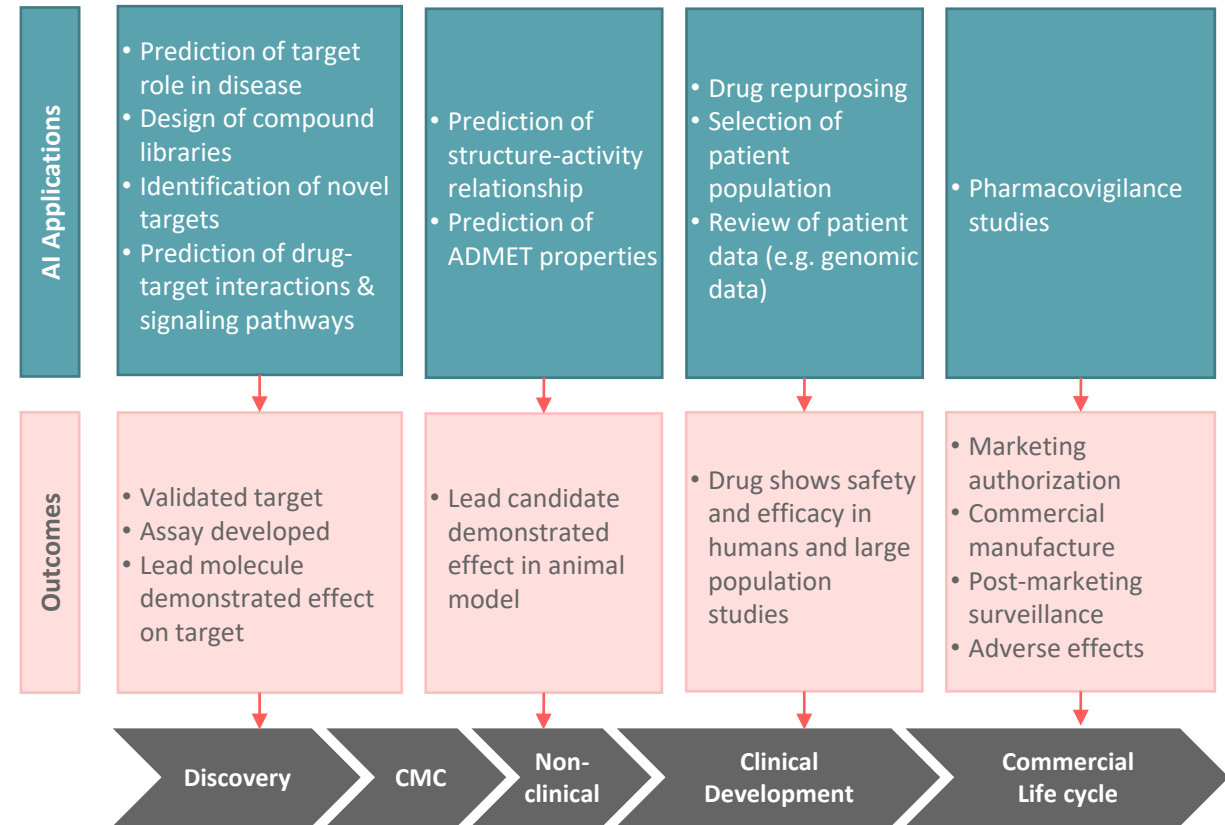 AI Applications
• Prediction of target
role in disease
• Design of compound
libraries
• Identification of novel
targets
• Prediction of drug-
target interactions &
signaling pathways
• Prediction of
structure-activity
relationship
• Prediction of
ADMET properties
• Drug repurposing
• Selection of
patient
population
• Review of patient
data (e.g. genomic
data)
• Pharmacovigilance
studies
Outcomes
• Validated target
• Assay developed
• Lead molecule
demonstrated effect
on target
• Lead candidate
demonstrated
effect in animal
model
• Drug shows safety
and efficacy in
humans and large
population
studies
• Marketing
authorization
• Commercial
manufacture
• Post-marketing
surveillance
• Adverse effects
Discovery
CMC
Non-
clinical
Clinical
Development
Commercial
Life cycle